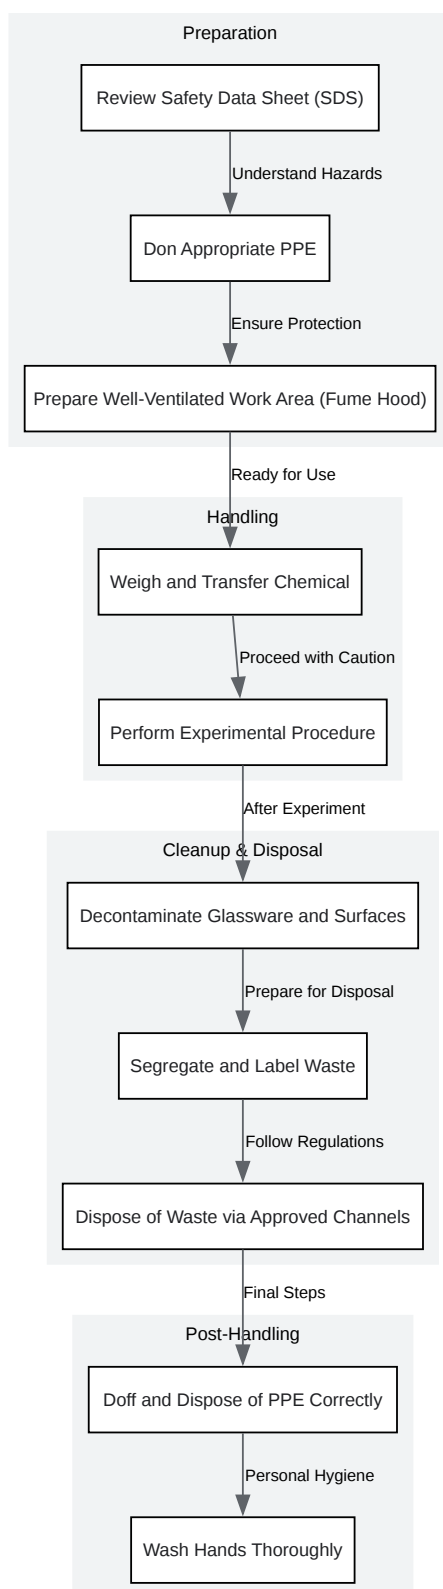 Preparation
Review Safety Data Sheet (SDS)
Understand Hazards
Don Appropriate PPE
Ensure Protection
Prepare Well-Ventilated Work Area (Fume Hood)
Ready for Use
Handling
Weigh and Transfer Chemical
Proceed with Caution
Perform Experimental Procedure
After Experiment
Cleanup & Disposal
Decontaminate Glassware and Surfaces
Prepare for Disposal
Segregate and Label Waste
Follow Regulations
Dispose of Waste via Approved Channels
Final Steps
Post-Handling
Doff and Dispose of PPE Correctly
Personal Hygiene
Wash Hands Thoroughly